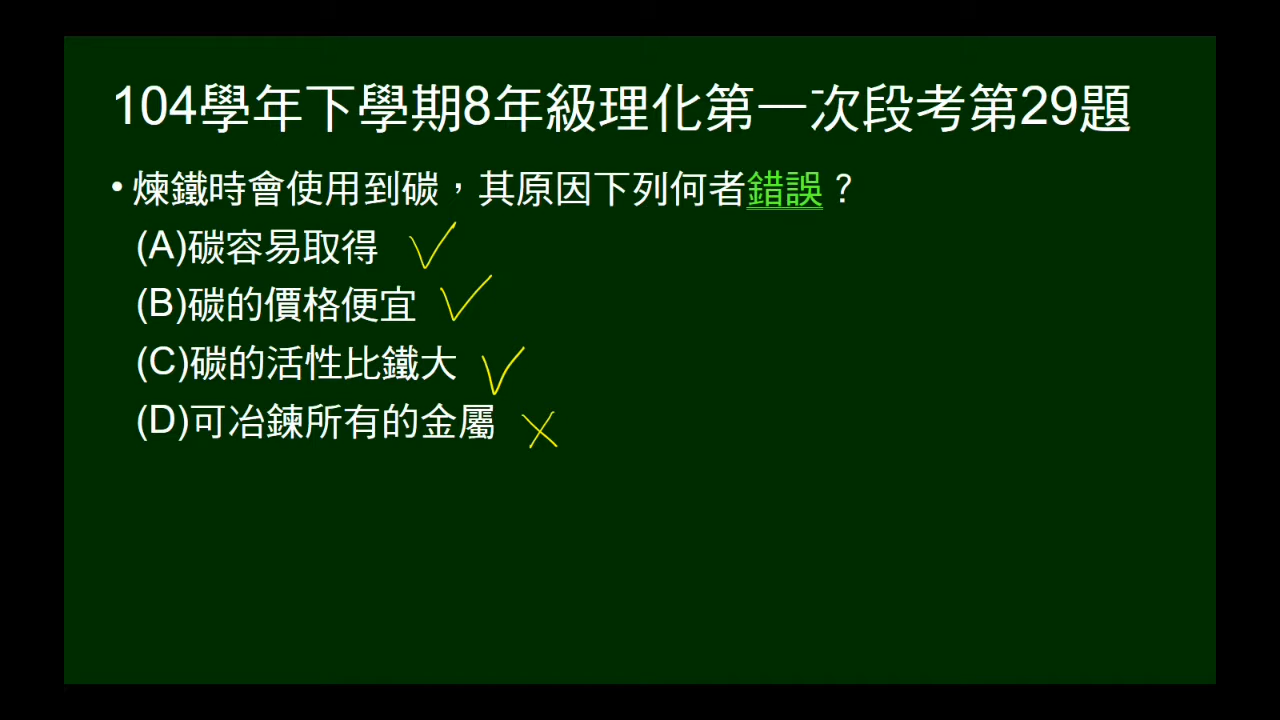 104學年下學期8年級理化第一次段考第29題
•煉鐵時會使用到碳，其原因下列何者錯誤？
(A)碳容易取得 ✓
(B)碳的價格便宜 ✓
(C)碳的活性比鐵大 ✓
(D)可冶鍊所有的金屬 ✗